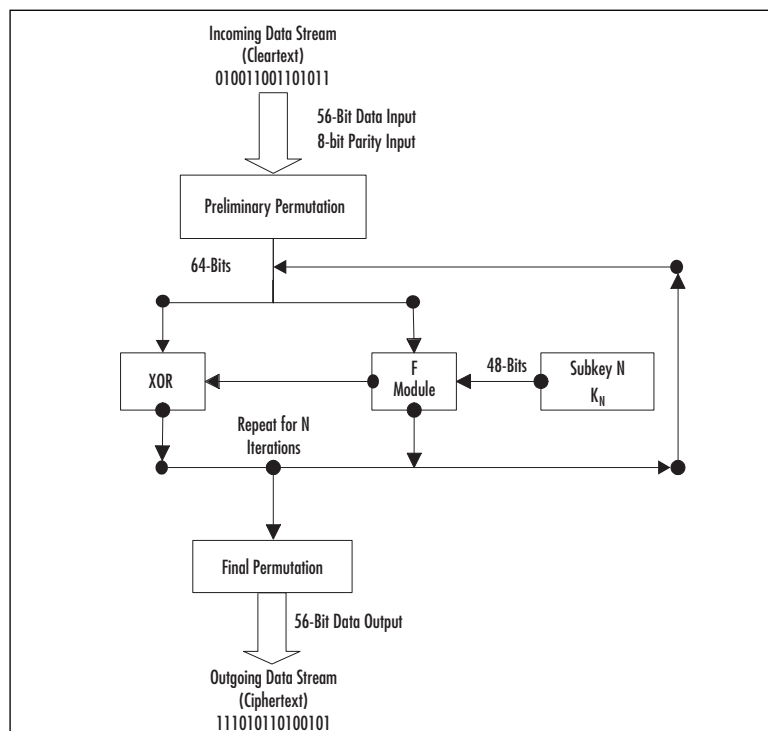 Incoming Data Stream
(Cleartext)
010011001101011
56-Bit Data Input
8-bit Parity Input
Preliminary Permutation
64-Bits
XOR
F
Module
48-Bits
Subkey N
KN
Repeat for N
Iterations
Final Permutation
56-Bit Data Output
Outgoing Data Stream
(Ciphertext)
111010110100101